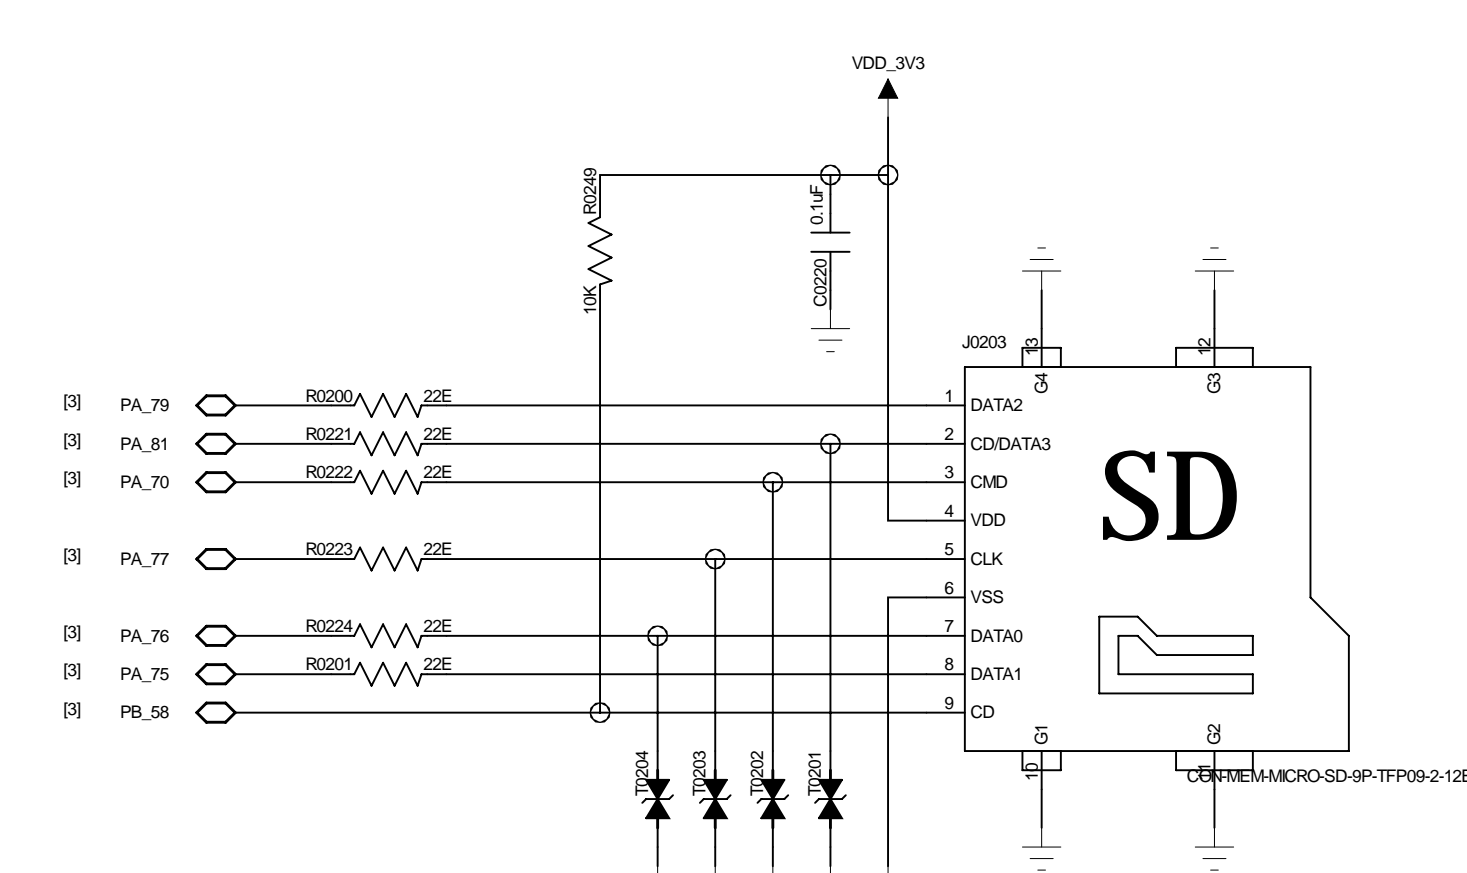 VDD_3V3
R0249
10K
0.1uF
C0220
J0203
13
G4
12
G3
[3] PA_79 R0200 22E 1 DATA2
[3] PA_81 R0221 22E 2 CD/DATA3
[3] PA_70 R0222 22E 3 CMD
4 VDD
[3] PA_77 R0223 22E 5 CLK
6 VSS
[3] PA_76 R0224 22E 7 DATA0
[3] PA_75 R0201 22E 8 DATA1
[3] PB_58 9 CD
SD
G1
10
G2
T0204
T0203
T0202
T0201
CON-MEM-MICRO-SD-9P-TFP09-2-12